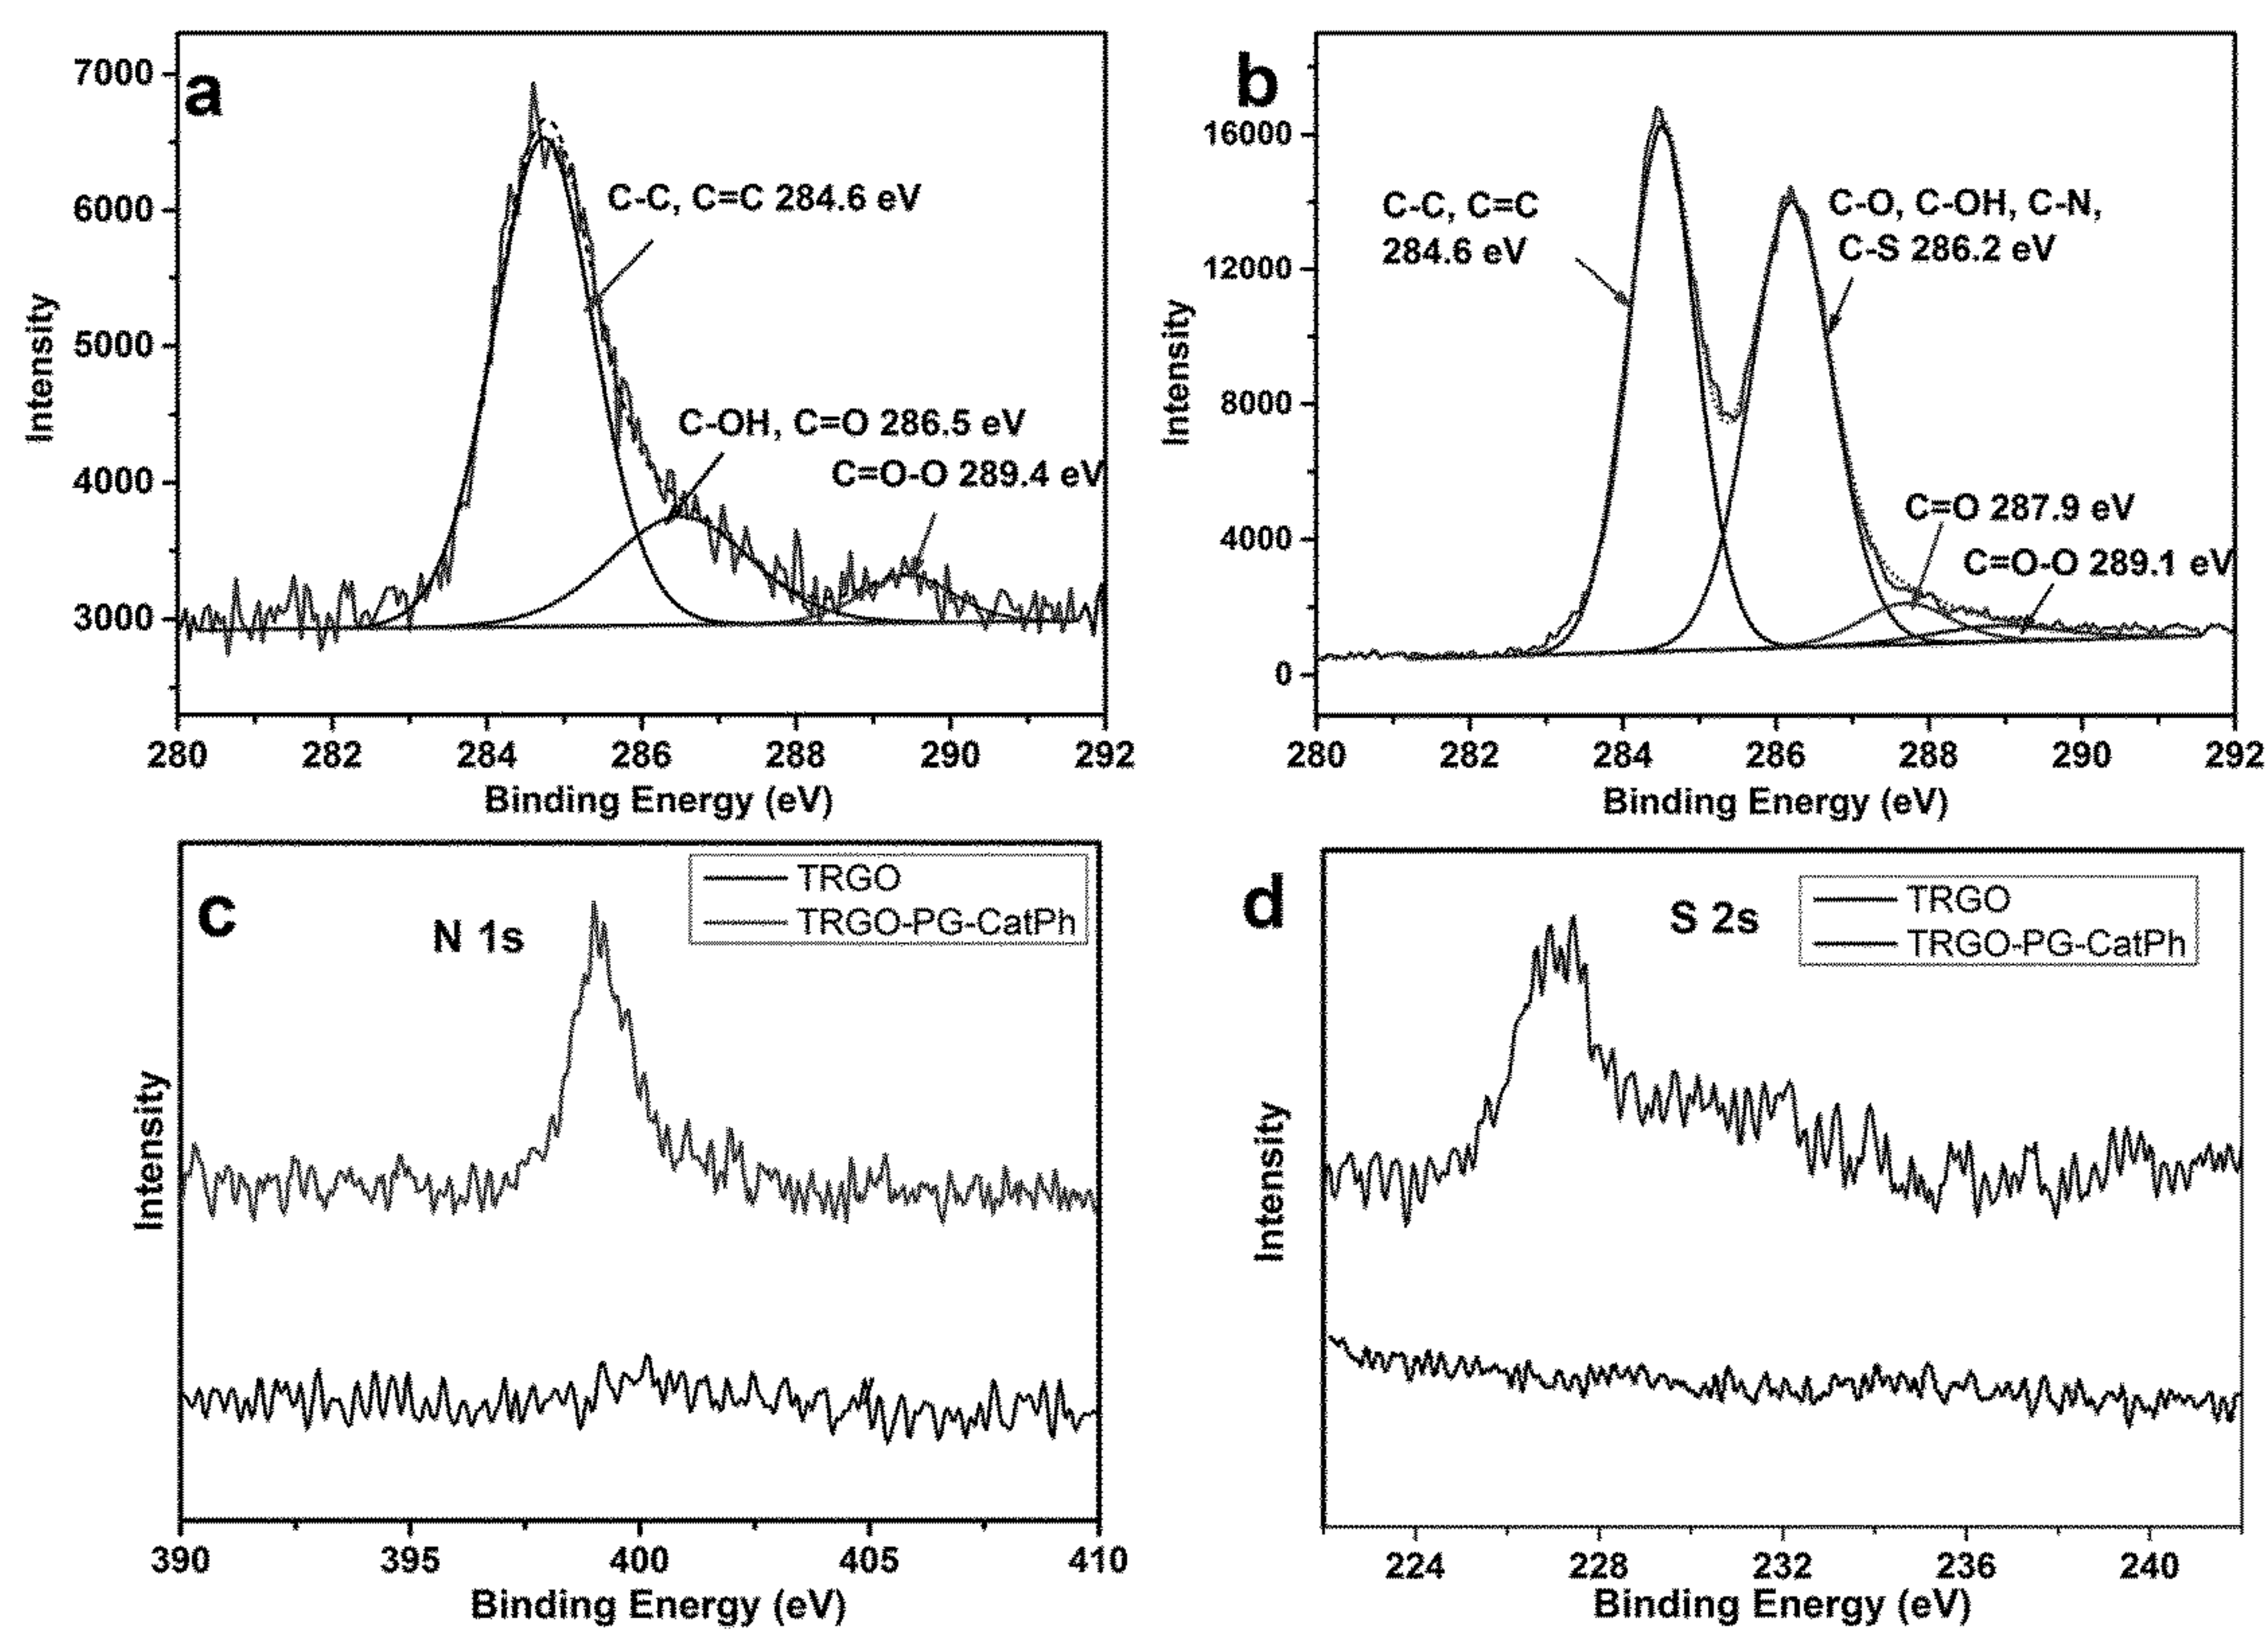 a
7000
6000
5000
4000
3000
Intensity
C-C, C=C 284.6 eV
C-OH, C=O 286.5 eV
C=O-O 289.4 eV
280 282 284 286 288 290 292
Binding Energy (eV)
b
16000
12000
8000
4000
0
Intensity
C-C, C=C
284.6 eV
C-O, C-OH, C-N,
C-S 286.2 eV
C=O 287.9 eV
C=O-O 289.1 eV
280 282 284 286 288 290 292
Binding Energy (eV)
c
N 1s
TRGO
TRGO-PG-CatPh
Intensity
390 395 400 405 410
Binding Energy (eV)
d
S 2s
TRGO
TRGO-PG-CatPh
Intensity
224 228 232 236 240
Binding Energy (eV)